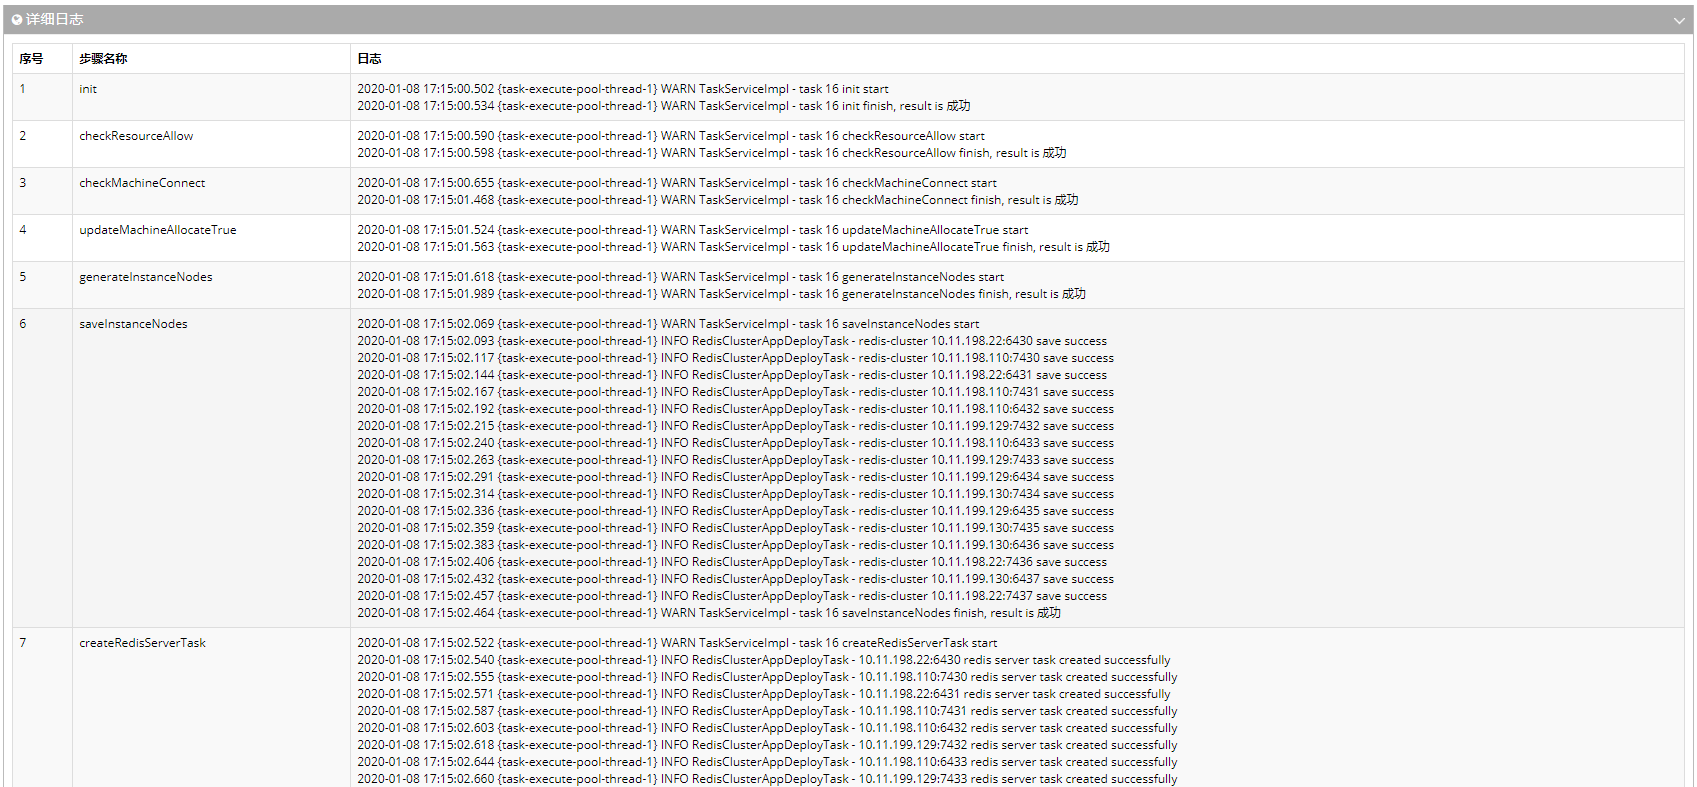 详细日志
序号 步骤名称 日志
1 init 2020-01-08 17:15:00.502 {task-execute-pool-thread-1} WARN TaskServiceImpl - task 16 init start
2020-01-08 17:15:00.534 {task-execute-pool-thread-1} WARN TaskServiceImpl - task 16 init finish, result is 成功
2 checkResourceAllow 2020-01-08 17:15:00.590 {task-execute-pool-thread-1} WARN TaskServiceImpl - task 16 checkResourceAllow start
2020-01-08 17:15:00.598 {task-execute-pool-thread-1} WARN TaskServiceImpl - task 16 checkResourceAllow finish, result is 成功
3 checkMachineConnect 2020-01-08 17:15:00.655 {task-execute-pool-thread-1} WARN TaskServiceImpl - task 16 checkMachineConnect start
2020-01-08 17:15:01.468 {task-execute-pool-thread-1} WARN TaskServiceImpl - task 16 checkMachineConnect finish, result is 成功
4 updateMachineAllocateTrue 2020-01-08 17:15:01.524 {task-execute-pool-thread-1} WARN TaskServiceImpl - task 16 updateMachineAllocateTrue start
2020-01-08 17:15:01.563 {task-execute-pool-thread-1} WARN TaskServiceImpl - task 16 updateMachineAllocateTrue finish, result is 成功
5 generateInstanceNodes 2020-01-08 17:15:01.618 {task-execute-pool-thread-1} WARN TaskServiceImpl - task 16 generateInstanceNodes start
2020-01-08 17:15:01.989 {task-execute-pool-thread-1} WARN TaskServiceImpl - task 16 generateInstanceNodes finish, result is 成功
6 saveInstanceNodes 2020-01-08 17:15:02.069 {task-execute-pool-thread-1} WARN TaskServiceImpl - task 16 saveInstanceNodes start
2020-01-08 17:15:02.093 {task-execute-pool-thread-1} INFO RedisClusterAppDeployTask - redis-cluster 10.11.198.22:6430 save success
2020-01-08 17:15:02.117 {task-execute-pool-thread-1} INFO RedisClusterAppDeployTask - redis-cluster 10.11.198.110:7430 save success
2020-01-08 17:15:02.144 {task-execute-pool-thread-1} INFO RedisClusterAppDeployTask - redis-cluster 10.11.198.22:6431 save success
2020-01-08 17:15:02.167 {task-execute-pool-thread-1} INFO RedisClusterAppDeployTask - redis-cluster 10.11.198.110:7431 save success
2020-01-08 17:15:02.192 {task-execute-pool-thread-1} INFO RedisClusterAppDeployTask - redis-cluster 10.11.198.110:6432 save success
2020-01-08 17:15:02.215 {task-execute-pool-thread-1} INFO RedisClusterAppDeployTask - redis-cluster 10.11.199.129:7432 save success
2020-01-08 17:15:02.240 {task-execute-pool-thread-1} INFO RedisClusterAppDeployTask - redis-cluster 10.11.198.110:6433 save success
2020-01-08 17:15:02.263 {task-execute-pool-thread-1} INFO RedisClusterAppDeployTask - redis-cluster 10.11.199.129:7433 save success
2020-01-08 17:15:02.291 {task-execute-pool-thread-1} INFO RedisClusterAppDeployTask - redis-cluster 10.11.199.129:6434 save success
2020-01-08 17:15:02.314 {task-execute-pool-thread-1} INFO RedisClusterAppDeployTask - redis-cluster 10.11.199.130:7434 save success
2020-01-08 17:15:02.336 {task-execute-pool-thread-1} INFO RedisClusterAppDeployTask - redis-cluster 10.11.199.129:6435 save success
2020-01-08 17:15:02.359 {task-execute-pool-thread-1} INFO RedisClusterAppDeployTask - redis-cluster 10.11.199.130:7435 save success
2020-01-08 17:15:02.383 {task-execute-pool-thread-1} INFO RedisClusterAppDeployTask - redis-cluster 10.11.199.130:6436 save success
2020-01-08 17:15:02.406 {task-execute-pool-thread-1} INFO RedisClusterAppDeployTask - redis-cluster 10.11.198.22:7436 save success
2020-01-08 17:15:02.432 {task-execute-pool-thread-1} INFO RedisClusterAppDeployTask - redis-cluster 10.11.199.130:6437 save success
2020-01-08 17:15:02.457 {task-execute-pool-thread-1} INFO RedisClusterAppDeployTask - redis-cluster 10.11.198.22:7437 save success
2020-01-08 17:15:02.464 {task-execute-pool-thread-1} WARN TaskServiceImpl - task 16 saveInstanceNodes finish, result is 成功
7 createRedisServerTask 2020-01-08 17:15:02.522 {task-execute-pool-thread-1} WARN TaskServiceImpl - task 16 createRedisServerTask start
2020-01-08 17:15:02.540 {task-execute-pool-thread-1} INFO RedisClusterAppDeployTask - 10.11.198.22:6430 redis server task created successfully
2020-01-08 17:15:02.555 {task-execute-pool-thread-1} INFO RedisClusterAppDeployTask - 10.11.198.110:7430 redis server task created successfully
2020-01-08 17:15:02.571 {task-execute-pool-thread-1} INFO RedisClusterAppDeployTask - 10.11.198.22:6431 redis server task created successfully
2020-01-08 17:15:02.587 {task-execute-pool-thread-1} INFO RedisClusterAppDeployTask - 10.11.198.110:7431 redis server task created successfully
2020-01-08 17:15:02.603 {task-execute-pool-thread-1} INFO RedisClusterAppDeployTask - 10.11.198.110:6432 redis server task created successfully
2020-01-08 17:15:02.618 {task-execute-pool-thread-1} INFO RedisClusterAppDeployTask - 10.11.199.129:7432 redis server task created successfully
2020-01-08 17:15:02.644 {task-execute-pool-thread-1} INFO RedisClusterAppDeployTask - 10.11.198.110:6433 redis server task created successfully
2020-01-08 17:15:02.660 {task-execute-pool-thread-1} INFO RedisClusterAppDeployTask - 10.11.199.129:7433 redis server task created successfully